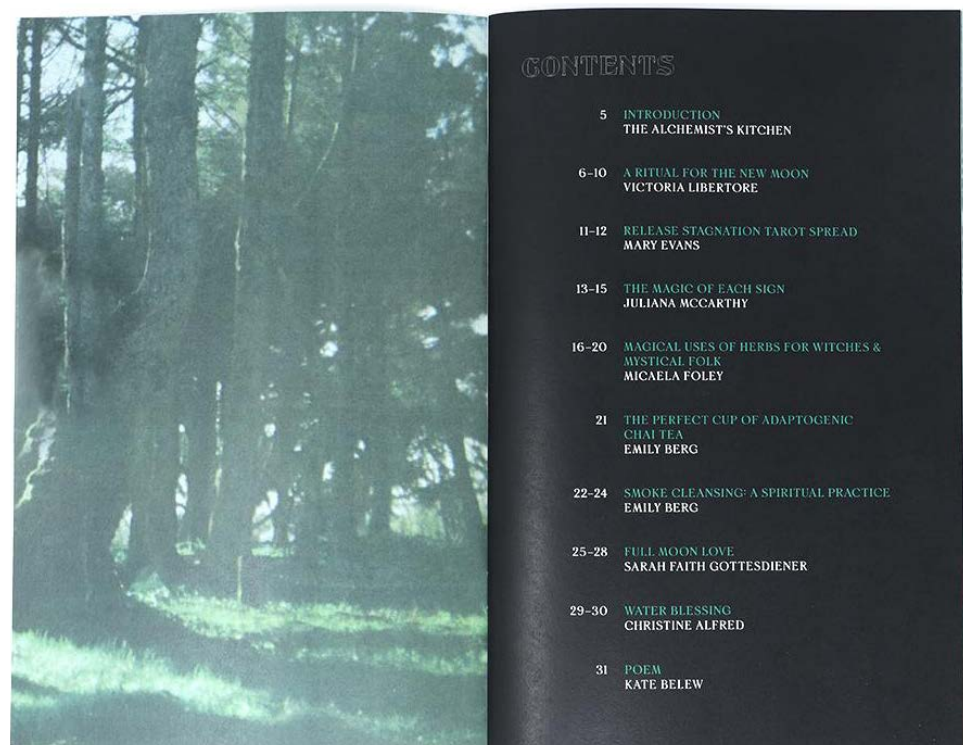 CONTENTS
5 INTRODUCTION
THE ALCHEMIST'S KITCHEN
6–10 A RITUAL FOR THE NEW MOON
VICTORIA LIBERTORE
11–12 RELEASE STAGNATION TAROT SPREAD
MARY EVANS
13–15 THE MAGIC OF EACH SIGN
JULIANA MCCARTHY
16–20 MAGICAL USES OF HERBS FOR WITCHES &
MYSTICAL FOLK
MICAELA FOLEY
21 THE PERFECT CUP OF ADAPTOGENIC
CHAI TEA
EMILY BERG
22–24 SMOKE CLEANSING: A SPIRITUAL PRACTICE
EMILY BERG
25–28 FULL MOON LOVE
SARAH FAITH GOTTESDIENER
29–30 WATER BLESSING
CHRISTINE ALFRED
31 POEM
KATE BELEW